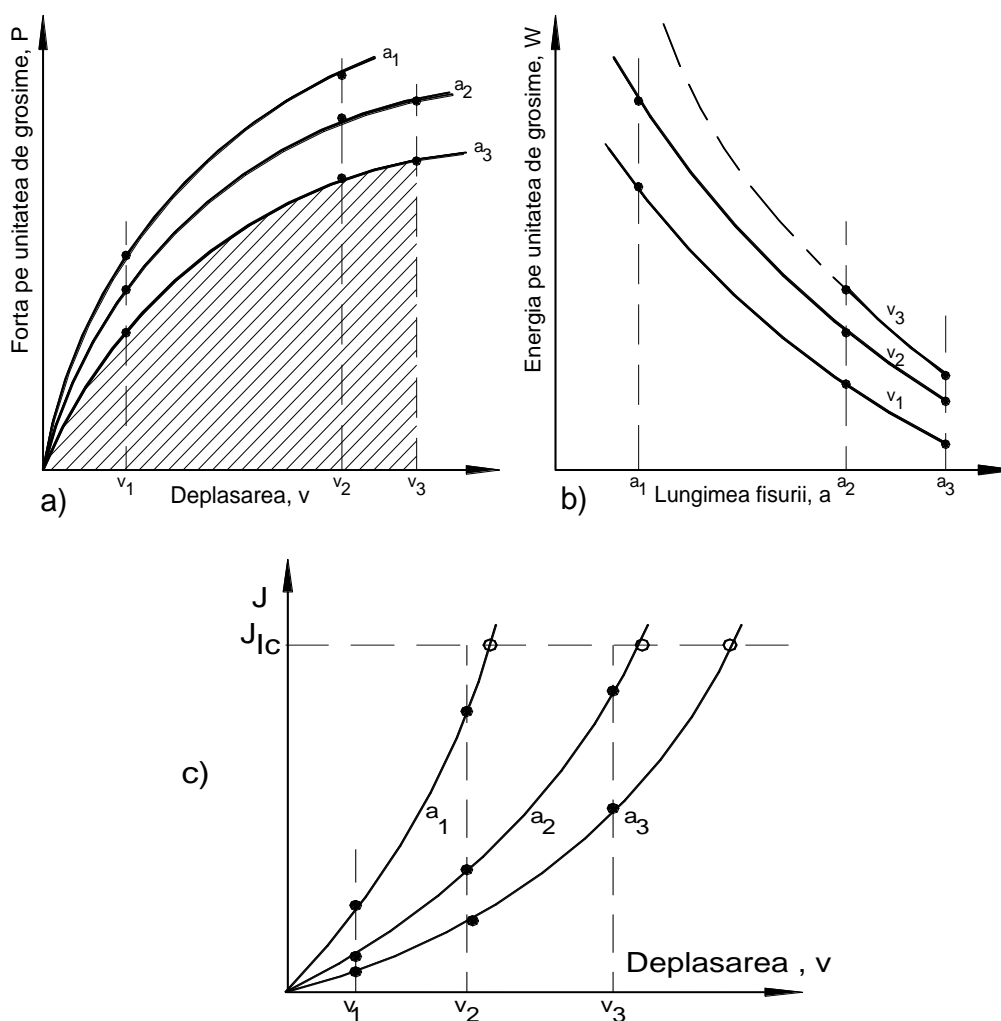 Forta pe unitatea de grosime, P
a1
a2
a3
v1
v2
v3
Deplasarea, v
a)
Energia pe unitatea de grosime, W
v3
v2
v1
a1
Lungimea fisurii, a
a2
a3
b)
J
JIc
c)
a1
a2
a3
Deplasarea , v
v1
v2
v3